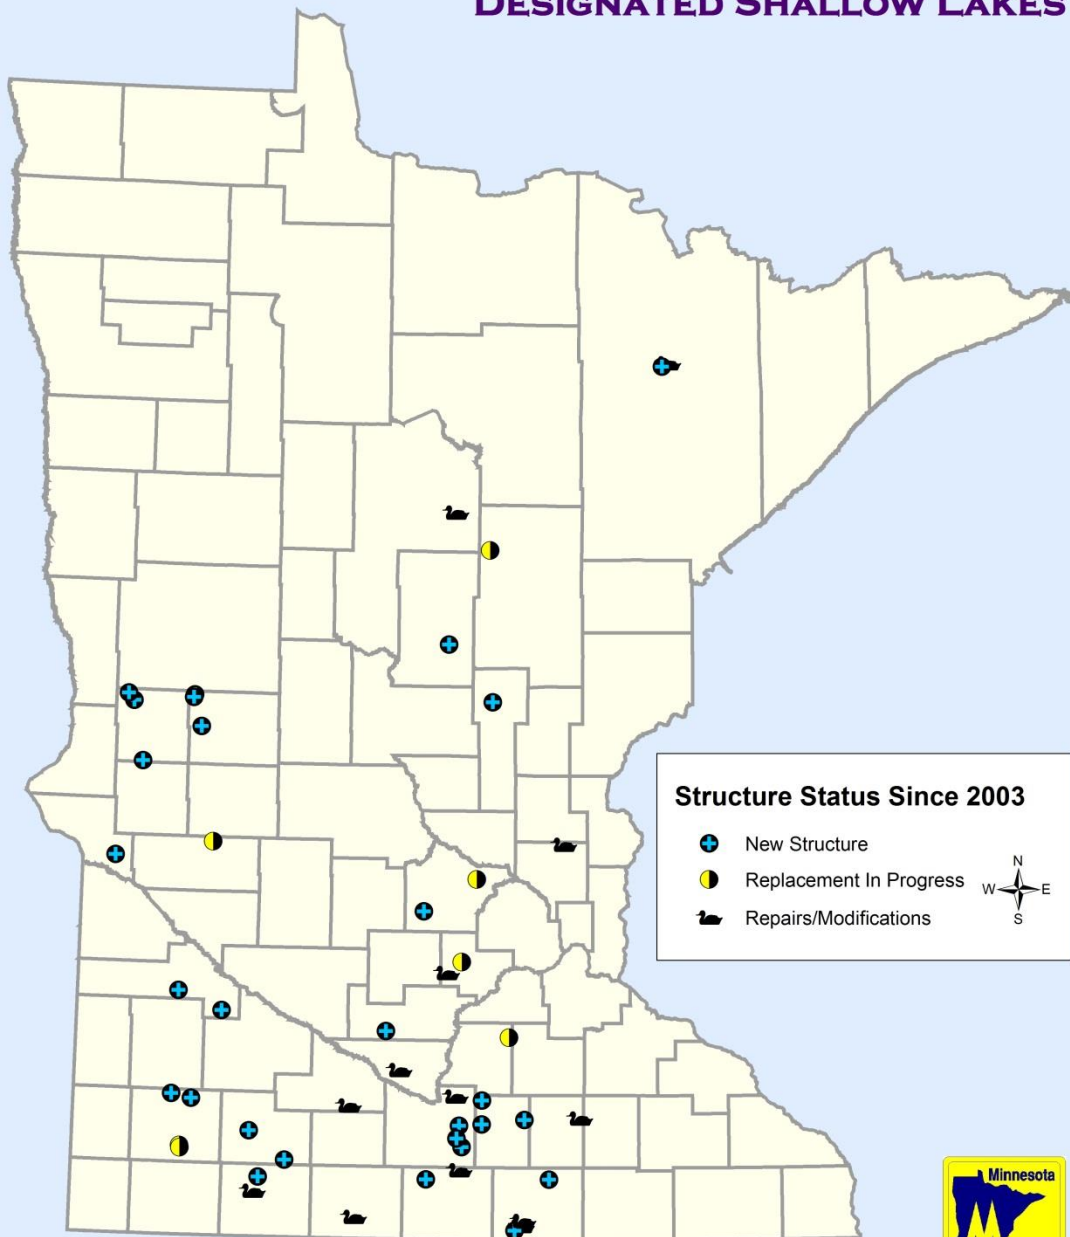 DESIGNATED SHALLOW LAKES
Structure Status Since 2003
New Structure
Replacement In Progress
Repairs/Modifications
N
W E
S
Minnesota